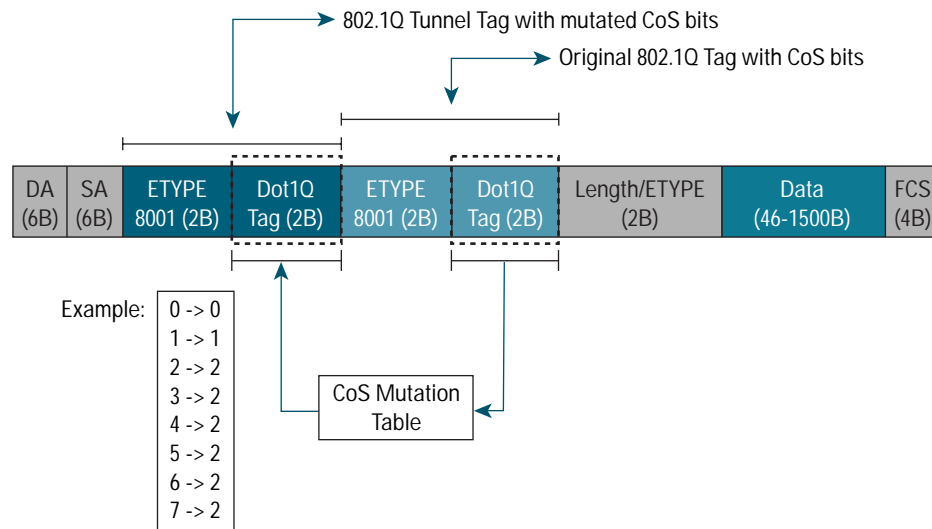 802.1Q Tunnel Tag with mutated CoS bits
Original 802.1Q Tag with CoS bits
DA
(6B)
SA
(6B)
ETYPE
8001 (2B)
Dot1Q
Tag (2B)
ETYPE
8001 (2B)
Dot1Q
Tag (2B)
Length/ETYPE
(2B)
Data
(46-1500B)
FCS
(4B)
Example:
0 -> 0
1 -> 1
2 -> 2
3 -> 2
4 -> 2
5 -> 2
6 -> 2
7 -> 2
CoS Mutation
Table